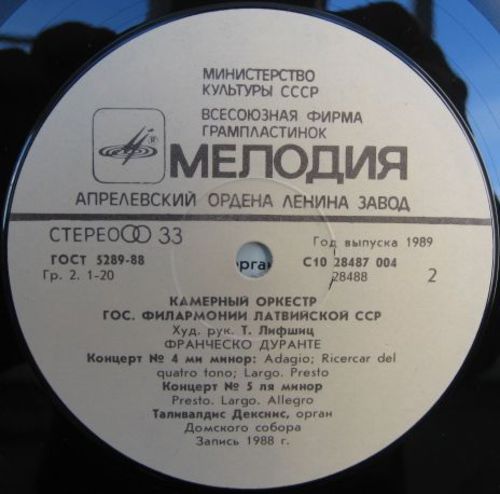 МИНИСТЕРСТВО
КУЛЬТУРЫ СССР
ВСЕСОЮЗНАЯ ФИРМА
ГРАМПЛАСТИНОК
МЕЛОДИЯ
АПРЕЛЕВСКИЙ ОРДЕНА ЛЕНИНА ЗАВОД
СТЕРЕО 33
Год выпуска 1989
ГОСТ 5289-88
С10 28487 004
Гр. 2. 1-20
28488
2
КАМЕРНЫЙ ОРКЕСТР
ГОС. ФИЛАРМОНИИ ЛАТВИЙСКОЙ ССР
Худ. рук. Т. Лифшиц
ФРАНЧЕСКО ДУРАНТЕ
Концерт № 4 ми минор: Adagio; Ricercar del
quatro tono; Largo. Presto
Концерт № 5 ля минор
Presto. Largo. Allegro
Таливалдис Декснис, орган
Домского собора
Запись 1988 г.